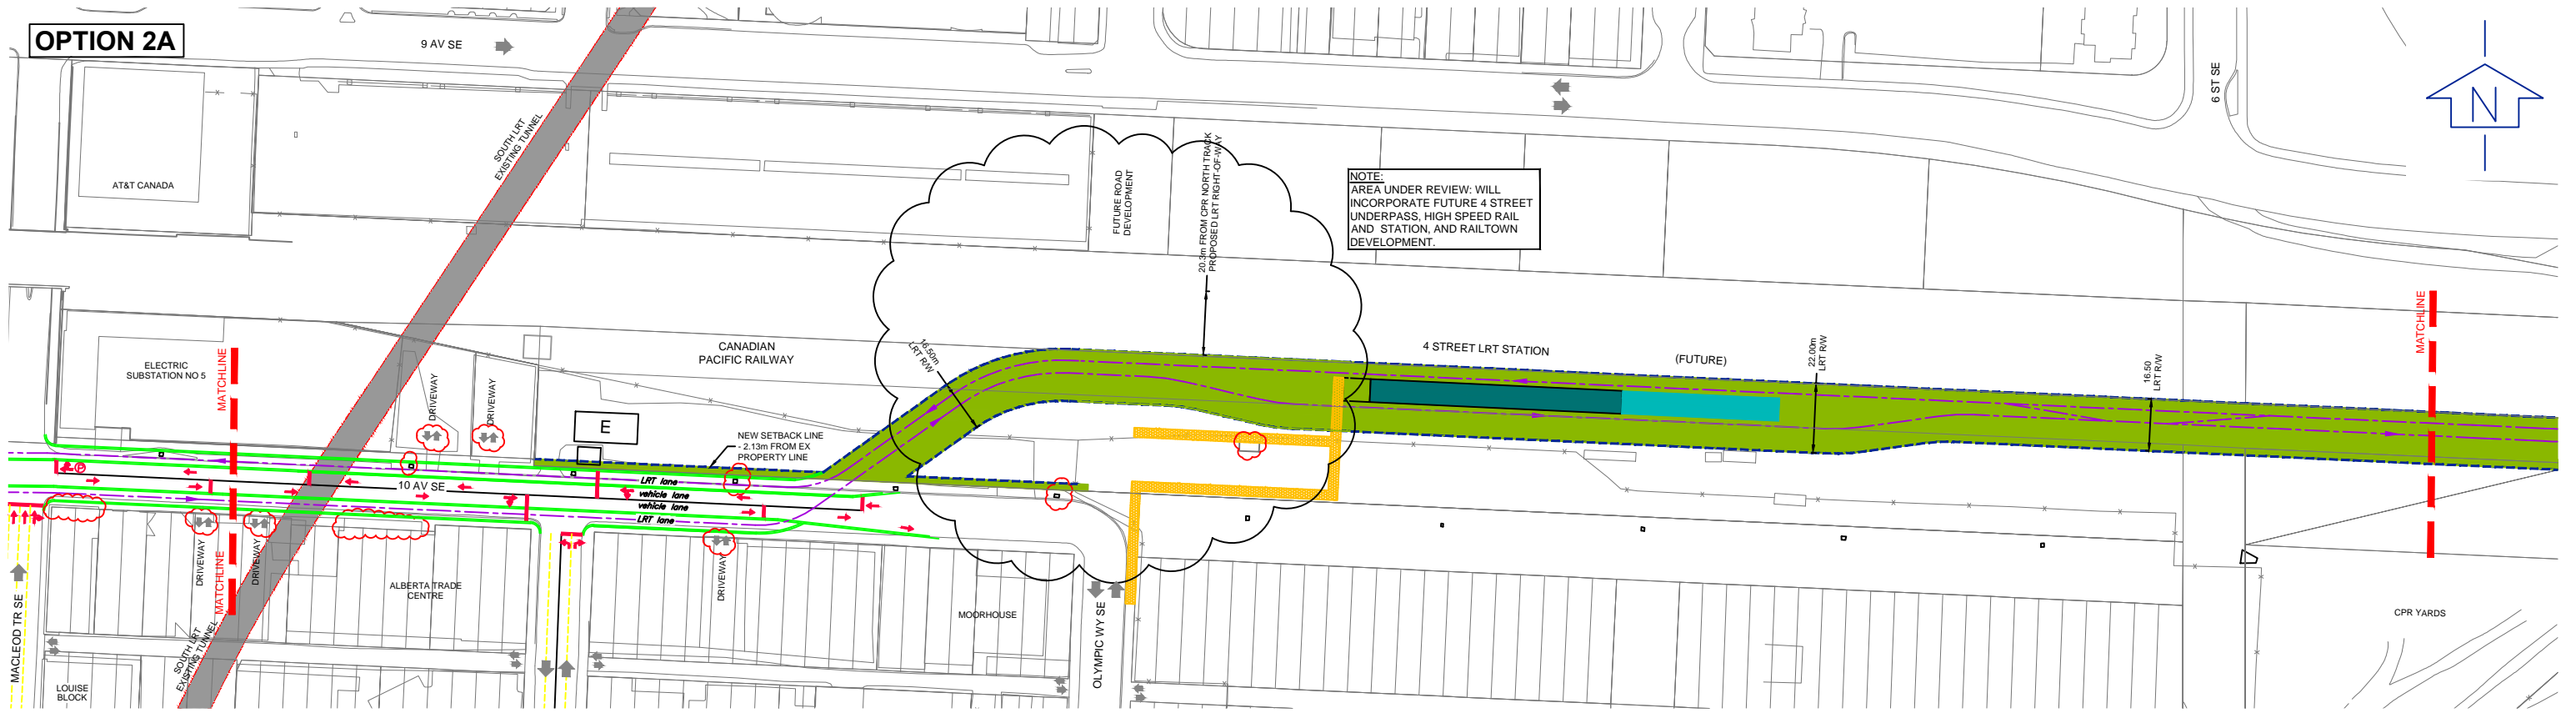 OPTION 2A
9 AV SE
6 ST SE
N
SOUTH LRT
EXISTING TUNNEL
AT&T CANADA
FUTURE ROAD
DEVELOPMENT
20.3m FROM CPR NORTH TRACK
PROPOSED LRT RIGHT-OF-WAY
NOTE:
AREA UNDER REVIEW: WILL
INCORPORATE FUTURE 4 STREET
UNDERPASS, HIGH SPEED RAIL
AND STATION, AND RAILTOWN
DEVELOPMENT.
MATCHLINE
ELECTRIC
SUBSTATION NO 5
MATCHLINE
DRIVEWAY
DRIVEWAY
CANADIAN
PACIFIC RAILWAY
16.50m
LRT R/W
4 STREET LRT STATION
(FUTURE)
22.00m
LRT R/W
16.50
LRT R/W
E
NEW SETBACK LINE
- 2.13m FROM EX
PROPERTY LINE
P
10 AV SE
LRT lane
vehicle lane
vehicle lane
LRT lane
MACLEOD TR SE
DRIVEWAY
MATCHLINE
DRIVEWAY
ALBERTA TRADE
CENTRE
DRIVEWAY
MOORHOUSE
OLYMPIC WY SE
CPR YARDS
SOUTH LRT
EXISTING TUNNEL
LOUISE
BLOCK